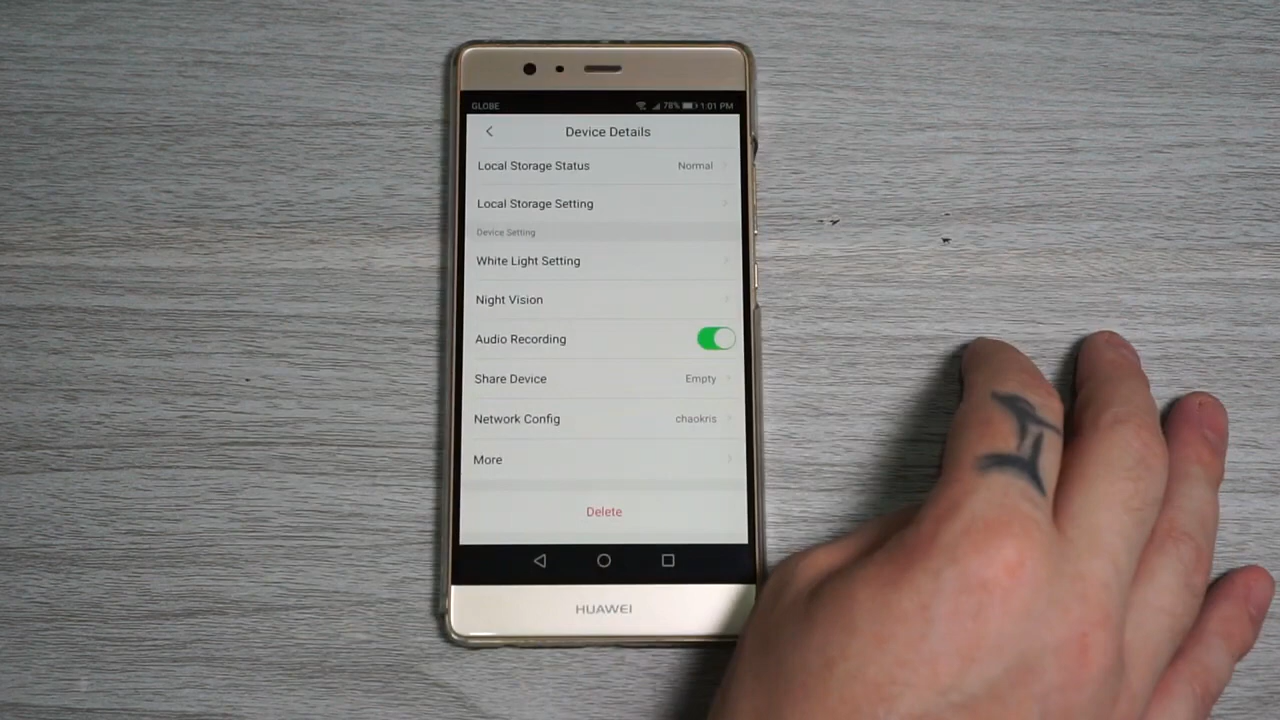 GLOBE 78% 1:01 PM
Device Details
Local Storage Status Normal
Local Storage Setting
Device Setting
White Light Setting
Night Vision
Audio Recording
Share Device Empty
Network Config chaokris
More
Delete
HUAWEI